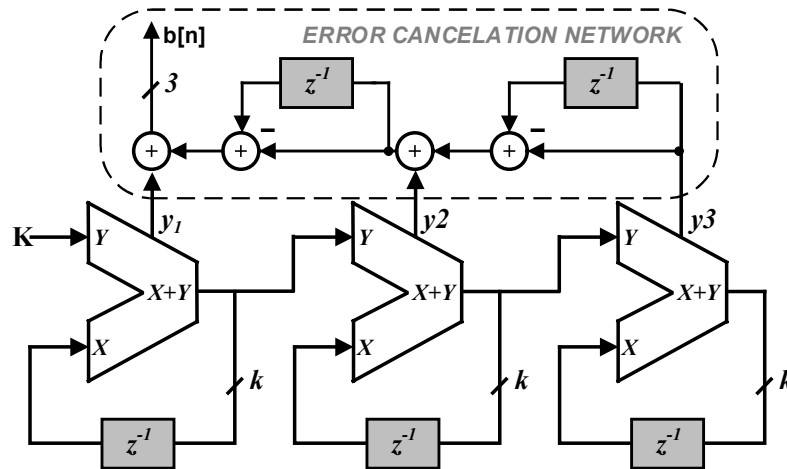 b[n]
ERROR CANCELATION NETWORK
3
z⁻¹
z⁻¹
−
−
+
+
+
+
y₁
y2
y3
K
Y
Y
Y
X+Y
X+Y
X+Y
X
X
X
k
k
k
z⁻¹
z⁻¹
z⁻¹